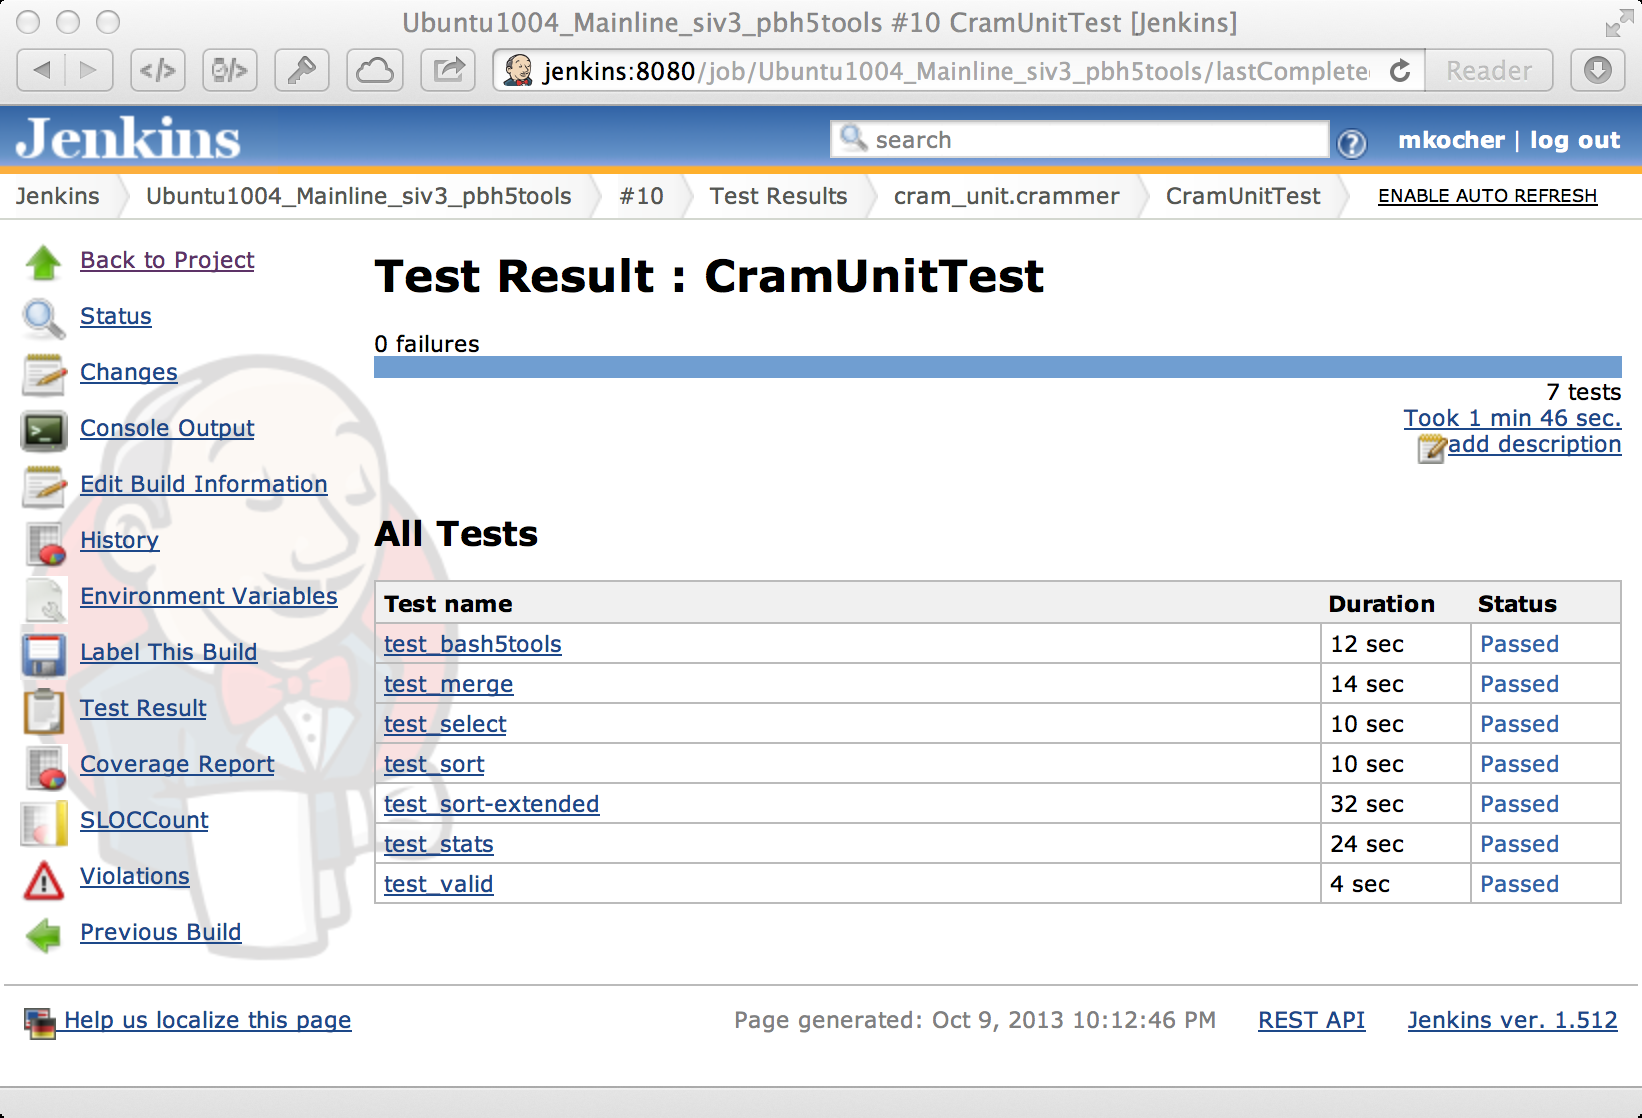 Ubuntu1004_Mainline_siv3_pbh5tools #10 CramUnitTest [Jenkins]
jenkins:8080/job/Ubuntu1004_Mainline_siv3_pbh5tools/lastComplete Reader
Jenkins search ? mkocher | log out
Jenkins Ubuntu1004_Mainline_siv3_pbh5tools #10 Test Results cram_unit.crammer CramUnitTest ENABLE AUTO REFRESH
Back to Project
Status
Changes
Console Output
Edit Build Information
History
Environment Variables
Label This Build
Test Result
Coverage Report
SLOCCount
Violations
Previous Build
Test Result : CramUnitTest
0 failures
7 tests
Took 1 min 46 sec.
add description
All Tests
Test name Duration Status
test_bash5tools 12 sec Passed
test_merge 14 sec Passed
test_select 10 sec Passed
test_sort 10 sec Passed
test_sort-extended 32 sec Passed
test_stats 24 sec Passed
test_valid 4 sec Passed
Help us localize this page Page generated: Oct 9, 2013 10:12:46 PM REST API Jenkins ver. 1.512